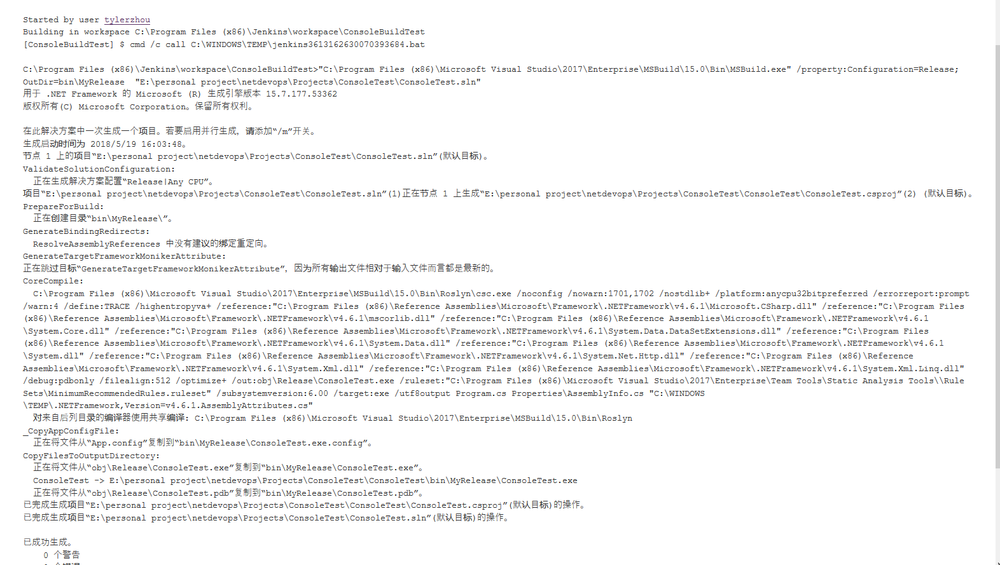 Started by user tylerzhou
Building in workspace C:\Program Files (x86)\Jenkins\workspace\ConsoleBuildTest
[ConsoleBuildTest] $ cmd /c call C:\WINDOWS\TEMP\jenkins3613162630070393684.bat
C:\Program Files (x86)\Jenkins\workspace\ConsoleBuildTest>"C:\Program Files (x86)\Microsoft Visual Studio\2017\Enterprise\MSBuild\15.0\Bin\MSBuild.exe" /property:Configuration=Release;
OutDir=bin\MyRelease  "E:\personal project\netdevops\Projects\ConsoleTest\ConsoleTest.sln"
用于 .NET Framework 的 Microsoft (R) 生成引擎版本 15.7.177.53362
版权所有(C) Microsoft Corporation。保留所有权利。
在此解决方案中一次生成一个项目。若要启用并行生成，请添加“/m”开关。
生成启动时间为 2018/5/19 16:03:48。
节点 1 上的项目“E:\personal project\netdevops\Projects\ConsoleTest\ConsoleTest.sln”(默认目标)。
ValidateSolutionConfiguration:
  正在生成解决方案配置“Release|Any CPU”。
项目“E:\personal project\netdevops\Projects\ConsoleTest\ConsoleTest.sln”(1)正在节点 1 上生成“E:\personal project\netdevops\Projects\ConsoleTest\ConsoleTest\ConsoleTest.csproj”(2) (默认目标)。
PrepareForBuild:
  正在创建目录“bin\MyRelease\”。
GenerateBindingRedirects:
  ResolveAssemblyReferences 中没有建议的绑定重定向。
GenerateTargetFrameworkMonikerAttribute:
正在跳过目标“GenerateTargetFrameworkMonikerAttribute”，因为所有输出文件相对于输入文件而言都是最新的。
CoreCompile:
  C:\Program Files (x86)\Microsoft Visual Studio\2017\Enterprise\MSBuild\15.0\Bin\Roslyn\csc.exe /noconfig /nowarn:1701,1702 /nostdlib+ /platform:anycpu32bitpreferred /errorreport:prompt
/warn:4 /define:TRACE /highentropyva+ /reference:"C:\Program Files (x86)\Reference Assemblies\Microsoft\Framework\.NETFramework\v4.6.1\Microsoft.CSharp.dll" /reference:"C:\Program Files
(x86)\Reference Assemblies\Microsoft\Framework\.NETFramework\v4.6.1\mscorlib.dll" /reference:"C:\Program Files (x86)\Reference Assemblies\Microsoft\Framework\.NETFramework\v4.6.1
\System.Core.dll" /reference:"C:\Program Files (x86)\Reference Assemblies\Microsoft\Framework\.NETFramework\v4.6.1\System.Data.DataSetExtensions.dll" /reference:"C:\Program Files
(x86)\Reference Assemblies\Microsoft\Framework\.NETFramework\v4.6.1\System.Data.dll" /reference:"C:\Program Files (x86)\Reference Assemblies\Microsoft\Framework\.NETFramework\v4.6.1
\System.dll" /reference:"C:\Program Files (x86)\Reference Assemblies\Microsoft\Framework\.NETFramework\v4.6.1\System.Net.Http.dll" /reference:"C:\Program Files (x86)\Reference
Assemblies\Microsoft\Framework\.NETFramework\v4.6.1\System.Xml.dll" /reference:"C:\Program Files (x86)\Reference Assemblies\Microsoft\Framework\.NETFramework\v4.6.1\System.Xml.Linq.dll"
/debug:pdbonly /filealign:512 /optimize+ /out:obj\Release\ConsoleTest.exe /ruleset:"C:\Program Files (x86)\Microsoft Visual Studio\2017\Enterprise\Team Tools\Static Analysis Tools\\Rule
Sets\MinimumRecommendedRules.ruleset" /subsystemversion:6.00 /target:exe /utf8output Program.cs Properties\AssemblyInfo.cs "C:\WINDOWS
\TEMP\.NETFramework,Version=v4.6.1.AssemblyAttributes.cs"
  对来自后列目录的编译器使用共享编译: C:\Program Files (x86)\Microsoft Visual Studio\2017\Enterprise\MSBuild\15.0\Bin\Roslyn
_CopyAppConfigFile:
  正在将文件从“App.config”复制到“bin\MyRelease\ConsoleTest.exe.config”。
CopyFilesToOutputDirectory:
  正在将文件从“obj\Release\ConsoleTest.exe”复制到“bin\MyRelease\ConsoleTest.exe”。
  ConsoleTest -> E:\personal project\netdevops\Projects\ConsoleTest\ConsoleTest\bin\MyRelease\ConsoleTest.exe
  正在将文件从“obj\Release\ConsoleTest.pdb”复制到“bin\MyRelease\ConsoleTest.pdb”。
已完成生成项目“E:\personal project\netdevops\Projects\ConsoleTest\ConsoleTest\ConsoleTest.csproj”(默认目标)的操作。
已完成生成项目“E:\personal project\netdevops\Projects\ConsoleTest\ConsoleTest.sln”(默认目标)的操作。
已成功生成。
    0 个警告